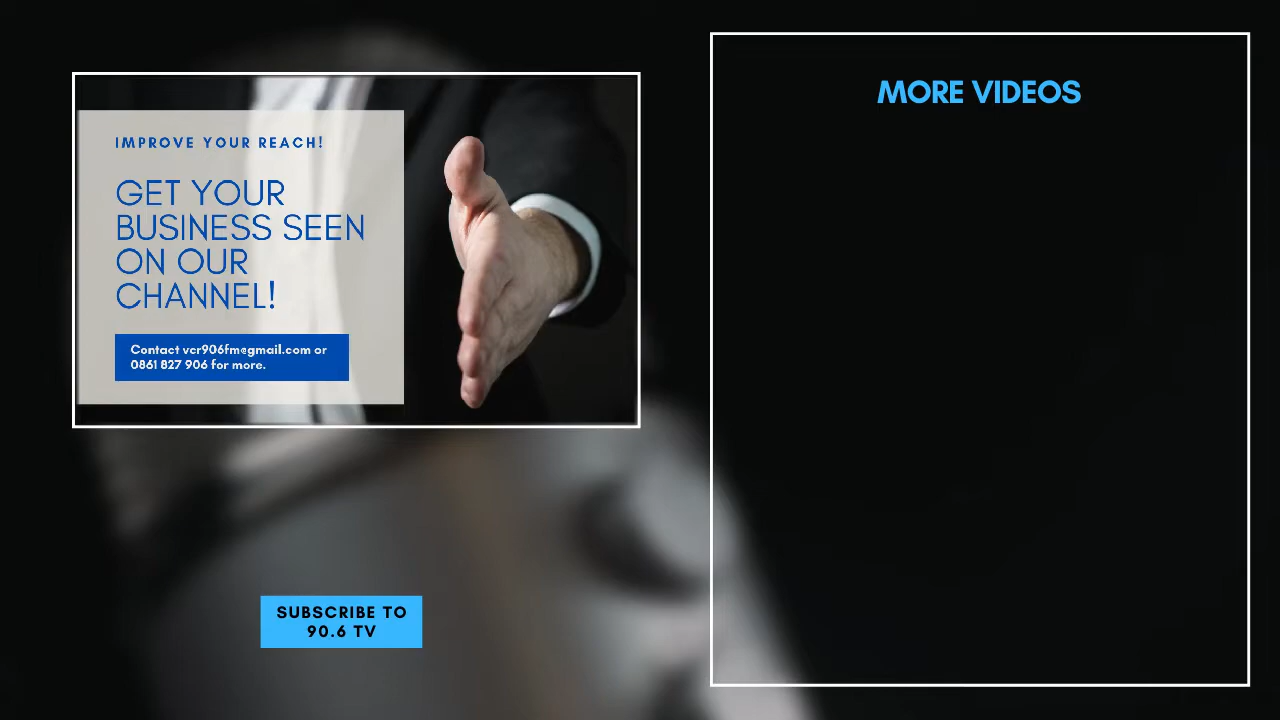 IMPROVE YOUR REACH!
GET YOUR
BUSINESS SEEN
ON OUR
CHANNEL!
Contact vcr906fm@gmail.com or
0861 827 906 for more.
MORE VIDEOS
SUBSCRIBE TO
90.6 TV